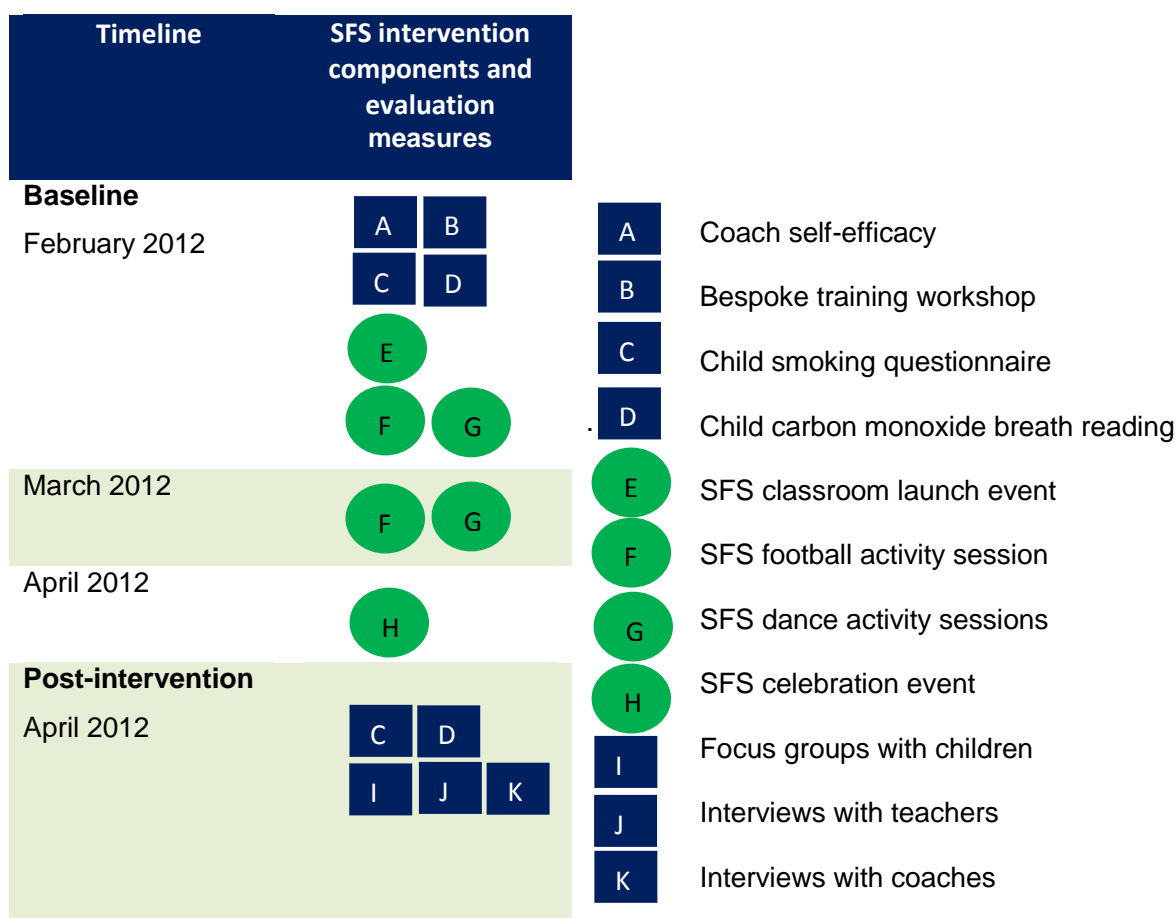 Timeline
SFS intervention
components and
evaluation
measures
Baseline
February 2012
A B
C D
E
F G
March 2012
F G
April 2012
H
Post-intervention
April 2012
C D
I J K
A Coach self-efficacy
B Bespoke training workshop
C Child smoking questionnaire
. D Child carbon monoxide breath reading
E SFS classroom launch event
F SFS football activity session
G SFS dance activity sessions
H SFS celebration event
I Focus groups with children
J Interviews with teachers
K Interviews with coaches